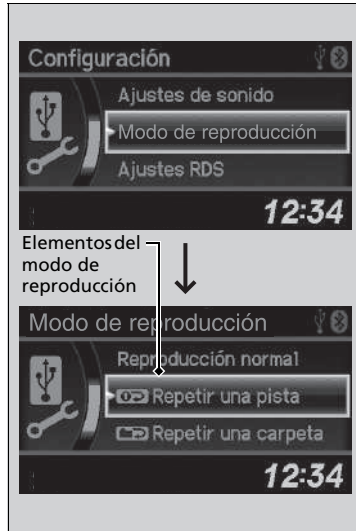 Configuración
Ajustes de sonido
Modo de reproducción
Ajustes RDS
12:34
Elementos del
modo de
reproducción
Modo de reproducción
Reproducción normal
Repetir una pista
Repetir una carpeta
12:34